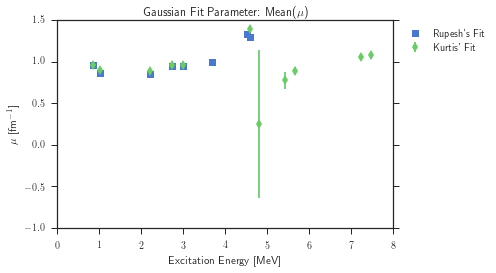 Gaussian Fit Parameter: Mean(μ)
1.5
1.0
0.5
0.0
−0.5
−1.0
μ [fm⁻¹]
0 1 2 3 4 5 6 7 8
Excitation Energy [MeV]
Rupesh's Fit
Kurtis' Fit